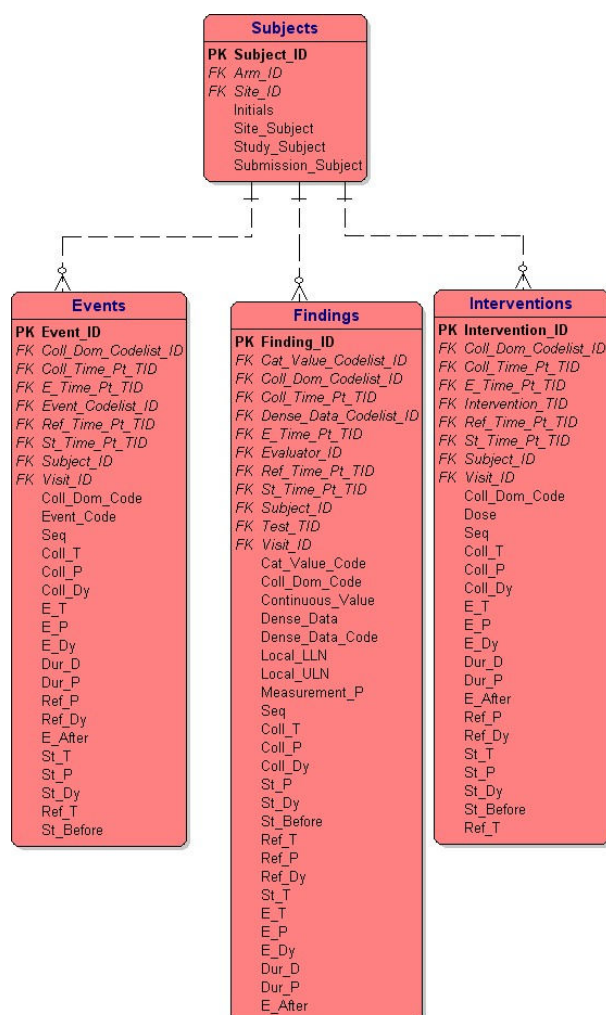 Subjects
PK Subject_ID
FK Arm_ID
FK Site_ID
Initials
Site_Subject
Study_Subject
Submission_Subject
Events
PK Event_ID
FK Coll_Dom_Codelist_ID
FK Coll_Time_Pt_TID
FK E_Time_Pt_TID
FK Event_Codelist_ID
FK Ref_Time_Pt_TID
FK St_Time_Pt_TID
FK Subject_ID
FK Visit_ID
Coll_Dom_Code
Event_Code
Seq
Coll_T
Coll_P
Coll_Dy
E_T
E_P
E_Dy
Dur_D
Dur_P
Ref_P
Ref_Dy
E_After
St_T
St_P
St_Dy
Ref_T
St_Before
Findings
PK Finding_ID
FK Cat_Value_Codelist_ID
FK Coll_Dom_Codelist_ID
FK Coll_Time_Pt_TID
FK Dense_Data_Codelist_ID
FK E_Time_Pt_TID
FK Evaluator_ID
FK Ref_Time_Pt_TID
FK St_Time_Pt_TID
FK Subject_ID
FK Test_TID
FK Visit_ID
Cat_Value_Code
Coll_Dom_Code
Continuous_Value
Dense_Data
Dense_Data_Code
Local_LLN
Local_ULN
Measurement_P
Seq
Coll_T
Coll_P
Coll_Dy
St_P
St_Dy
St_Before
Ref_T
Ref_P
Ref_Dy
St_T
E_T
E_P
E_Dy
Dur_D
Dur_P
E_After
Interventions
PK Intervention_ID
FK Coll_Dom_Codelist_ID
FK Coll_Time_Pt_TID
FK E_Time_Pt_TID
FK Intervention_TID
FK Ref_Time_Pt_TID
FK St_Time_Pt_TID
FK Subject_ID
FK Visit_ID
Coll_Dom_Code
Dose
Seq
Coll_T
Coll_P
Coll_Dy
E_T
E_P
E_Dy
Dur_D
Dur_P
E_After
Ref_P
Ref_Dy
St_T
St_P
St_Dy
St_Before
Ref_T